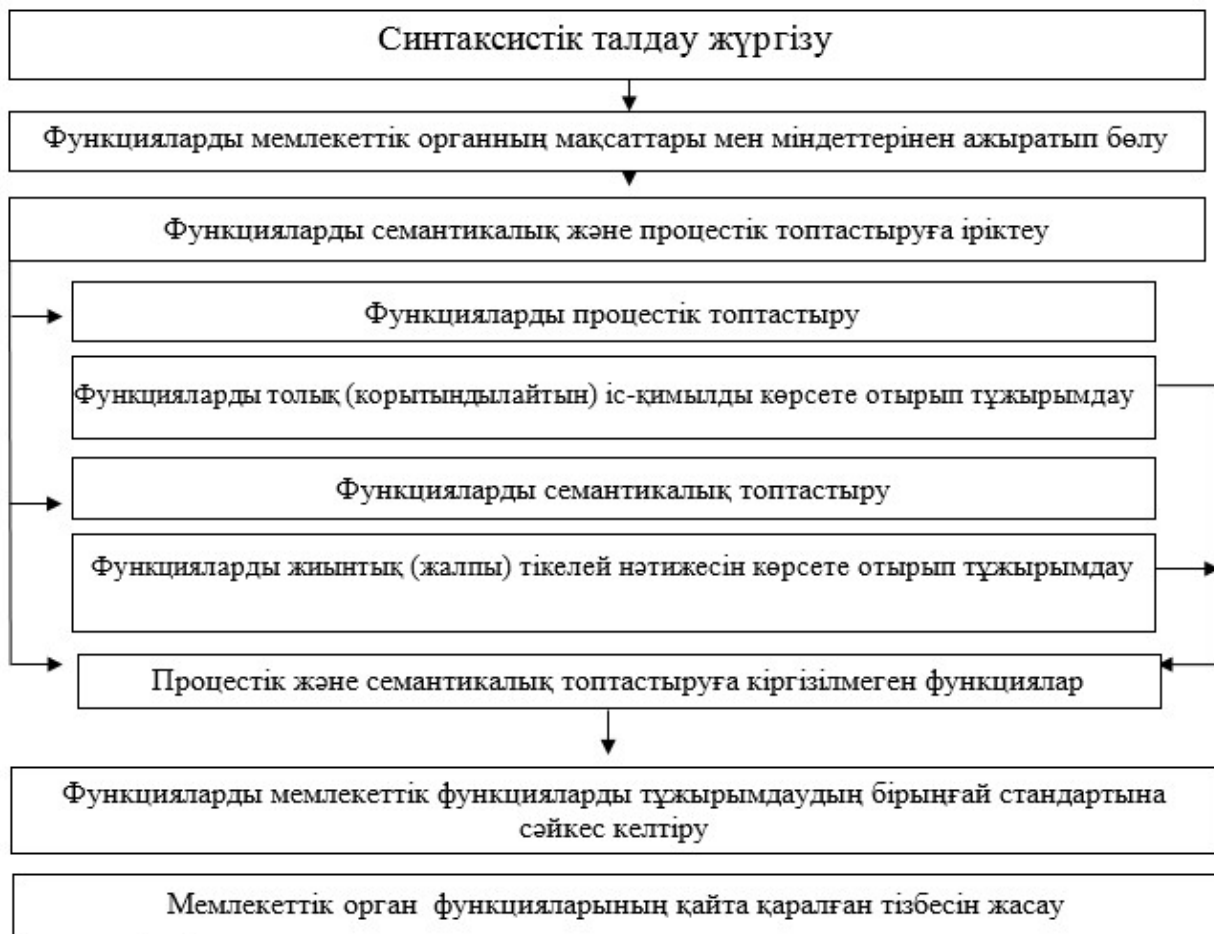 Синтаксистік талдау жүргізу
Функцияларды мемлекеттік органның мақсаттары мен міндеттерінен ажыратып бөлу
Функцияларды семантикалық және процестік топтастыруға іріктеу
Функцияларды процестік топтастыру
Функцияларды толық (корытындылайтын) іс-қимылды көрсете отырып тұжырымдау
Функцияларды семантикалық топтастыру
Функцияларды жиынтық (жалпы) тікелей нәтижесін көрсете отырып тұжырымдау
Процестік және семантикалық топтастыруға кіргізілмеген функциялар
Функцияларды мемлекеттік функцияларды тұжырымдаудың бірыңғай стандартына
сәйкес келтіру
Мемлекеттік орган функцияларының қайта қаралған тізбесін жасау